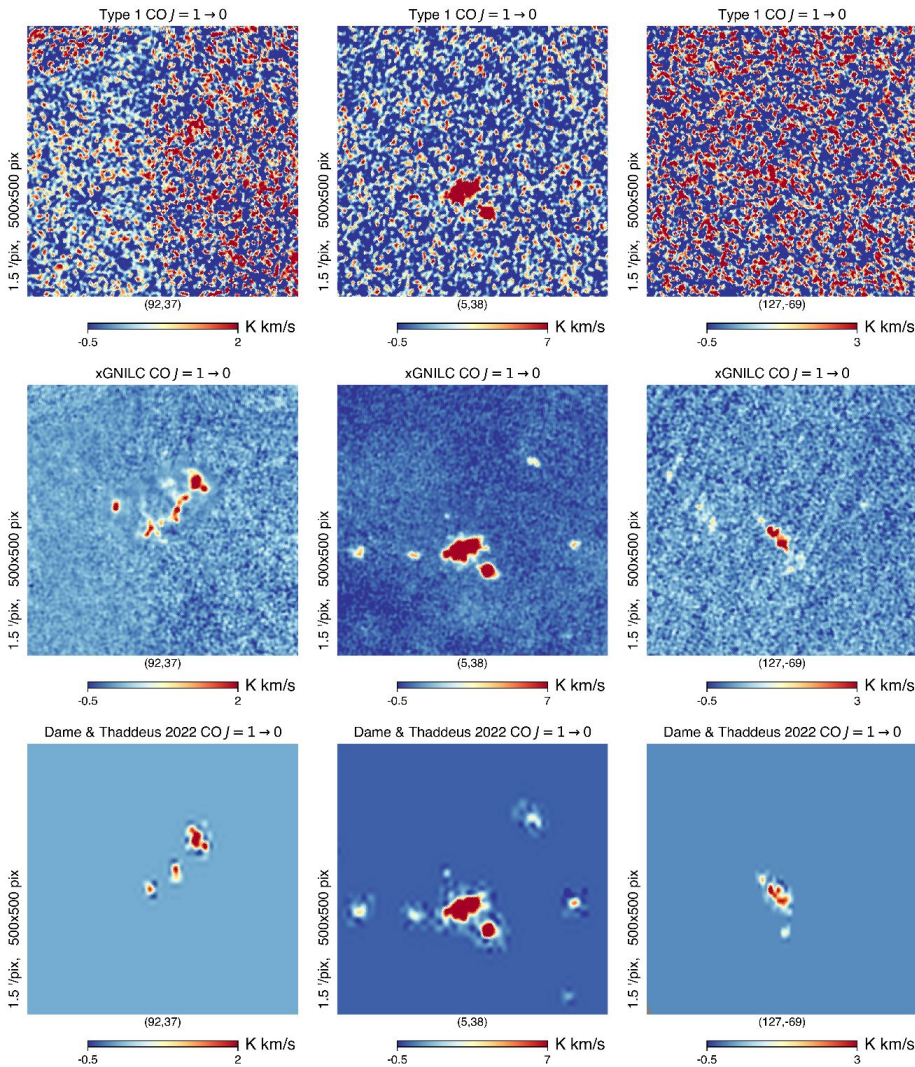 Type 1 CO J = 1 → 0
Type 1 CO J = 1 → 0
Type 1 CO J = 1 → 0
1.5 '/pix, 500x500 pix
1.5 '/pix, 500x500 pix
1.5 '/pix, 500x500 pix
(92,37)
(5,38)
(127,-69)
-0.5 2 K km/s
-0.5 7 K km/s
-0.5 3 K km/s
xGNILC CO J = 1 → 0
xGNILC CO J = 1 → 0
xGNILC CO J = 1 → 0
1.5 '/pix, 500x500 pix
1.5 '/pix, 500x500 pix
1.5 '/pix, 500x500 pix
(92,37)
(5,38)
(127,-69)
-0.5 2 K km/s
-0.5 7 K km/s
-0.5 3 K km/s
Dame & Thaddeus 2022 CO J = 1 → 0
Dame & Thaddeus 2022 CO J = 1 → 0
Dame & Thaddeus 2022 CO J = 1 → 0
1.5 '/pix, 500x500 pix
1.5 '/pix, 500x500 pix
1.5 '/pix, 500x500 pix
(92,37)
(5,38)
(127,-69)
-0.5 2 K km/s
-0.5 7 K km/s
-0.5 3 K km/s